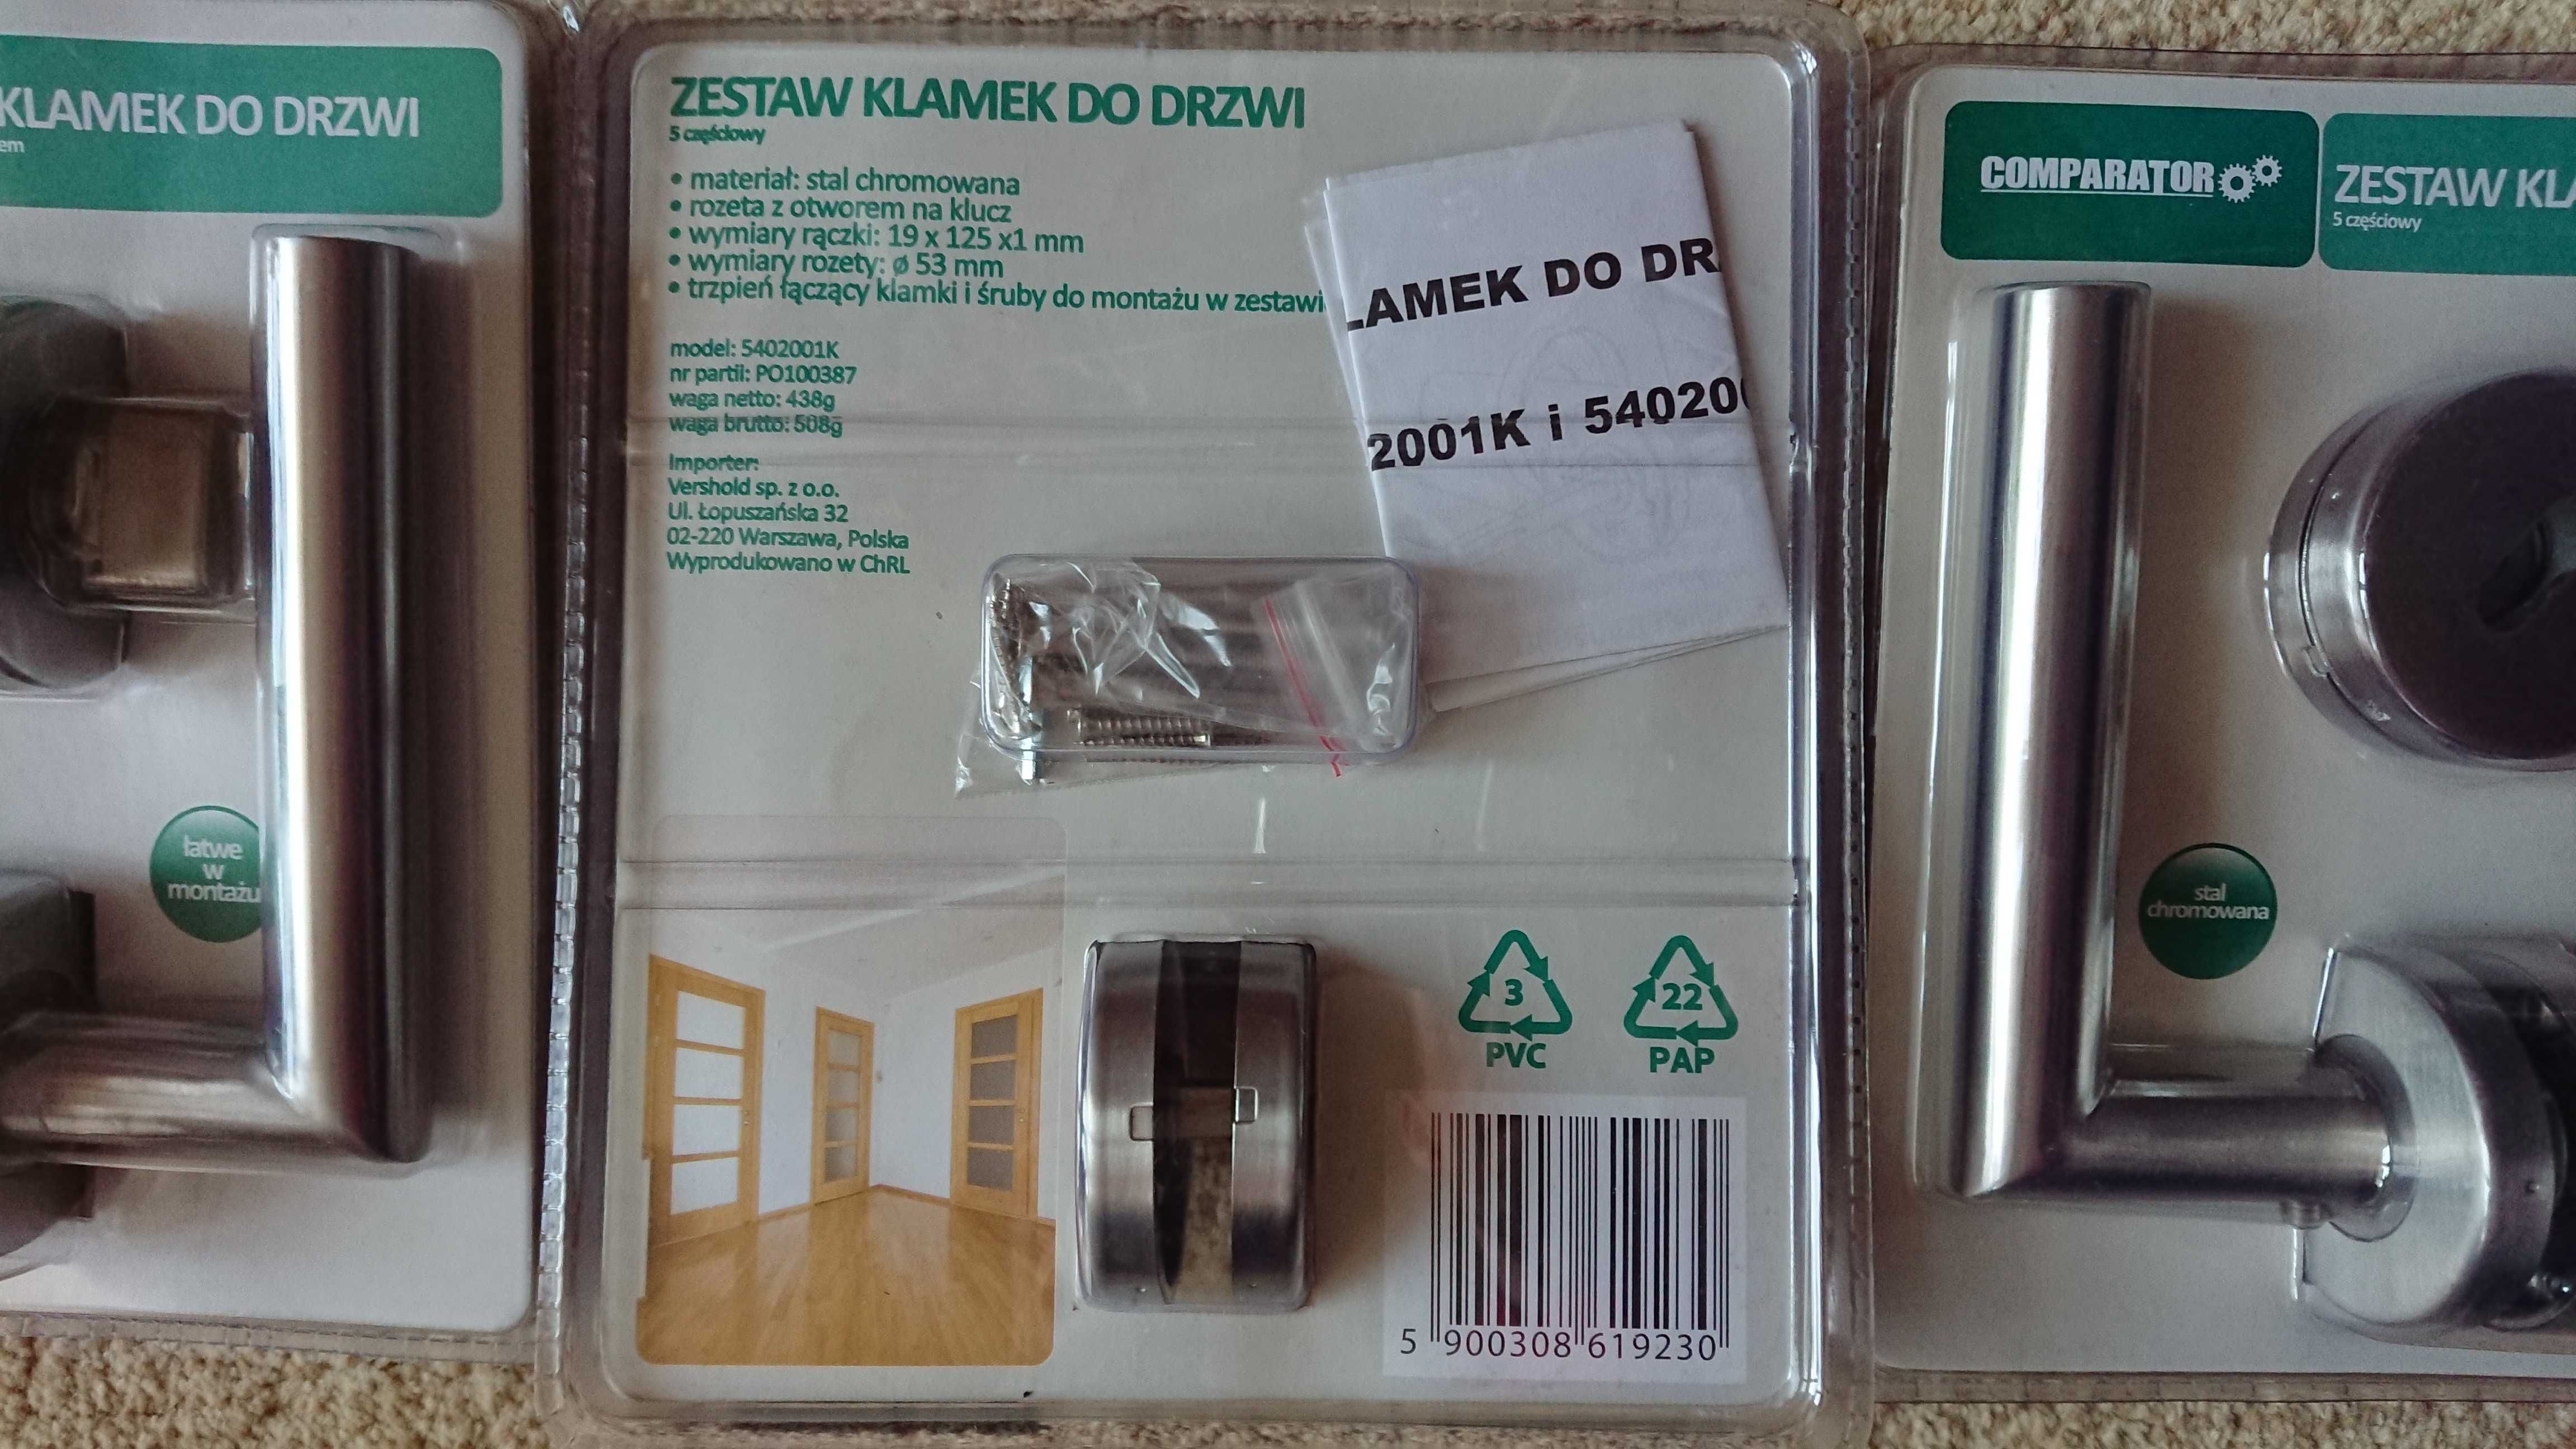 KLAMEK DO DRZWI
em
łatwe
w
montażu
ZESTAW KLAMEK DO DRZWI
5 częściowy
• materiał: stal chromowana
• rozeta z otworem na klucz
• wymiary rączki: 19 x 125 x1 mm
• wymiary rozety: ø 53 mm
• trzpień łączący klamki i śruby do montażu w zestawi
model: 5402001K
nr partii: PO100387
waga netto: 438g
waga brutto: 508g
Importer:
Vershold sp. z o.o.
Ul. Łopuszańska 32
02-220 Warszawa, Polska
Wyprodukowano w ChRL
LAMEK DO DR
2001K i 54020
3
PVC
22
PAP
5 900308 619230
COMPARATOR
ZESTAW KLA
5 częściowy
stal
chromowana